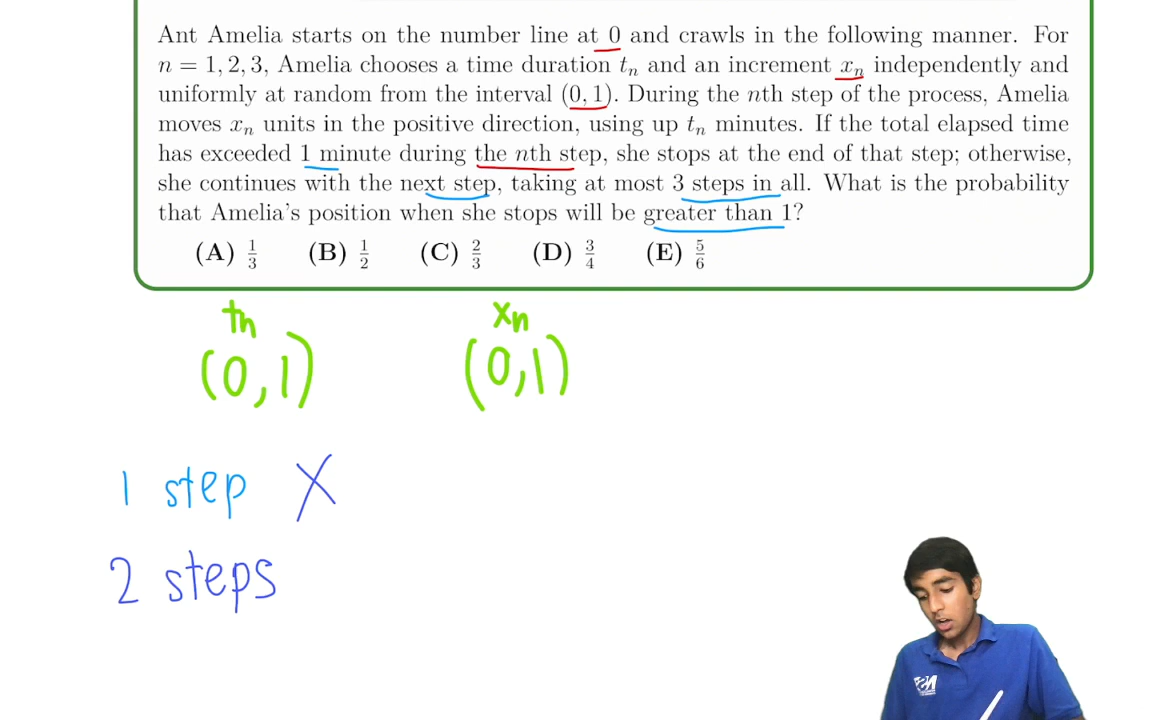 Ant Amelia starts on the number line at 0 and crawls in the following manner. For
n = 1, 2, 3, Amelia chooses a time duration tₙ and an increment xₙ independently and
uniformly at random from the interval (0, 1). During the nth step of the process, Amelia
moves xₙ units in the positive direction, using up tₙ minutes. If the total elapsed time
has exceeded 1 minute during the nth step, she stops at the end of that step; otherwise,
she continues with the next step, taking at most 3 steps in all. What is the probability
that Amelia's position when she stops will be greater than 1?
(A) 1/3 (B) 1/2 (C) 2/3 (D) 3/4 (E) 5/6
tn xn
(0,1) (0,1)
1 step X
2 steps